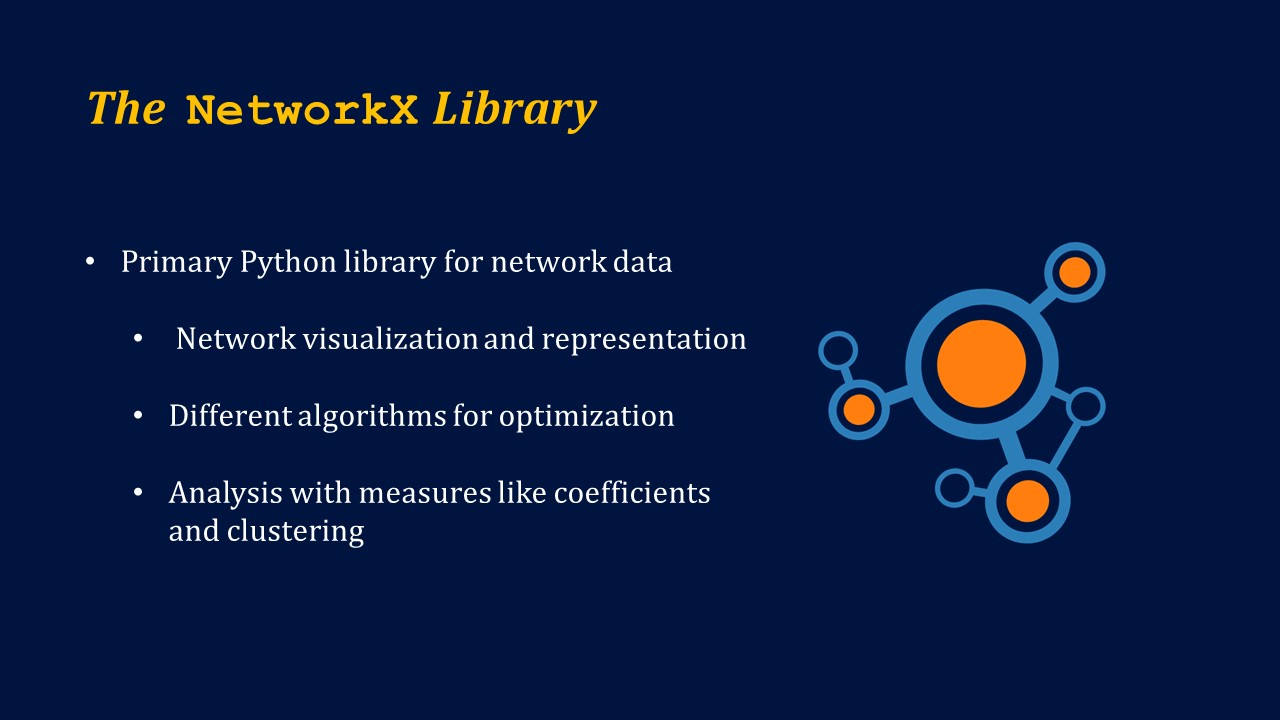 The NetworkX Library
• Primary Python library for network data
• Network visualization and representation
• Different algorithms for optimization
• Analysis with measures like coefficients
and clustering